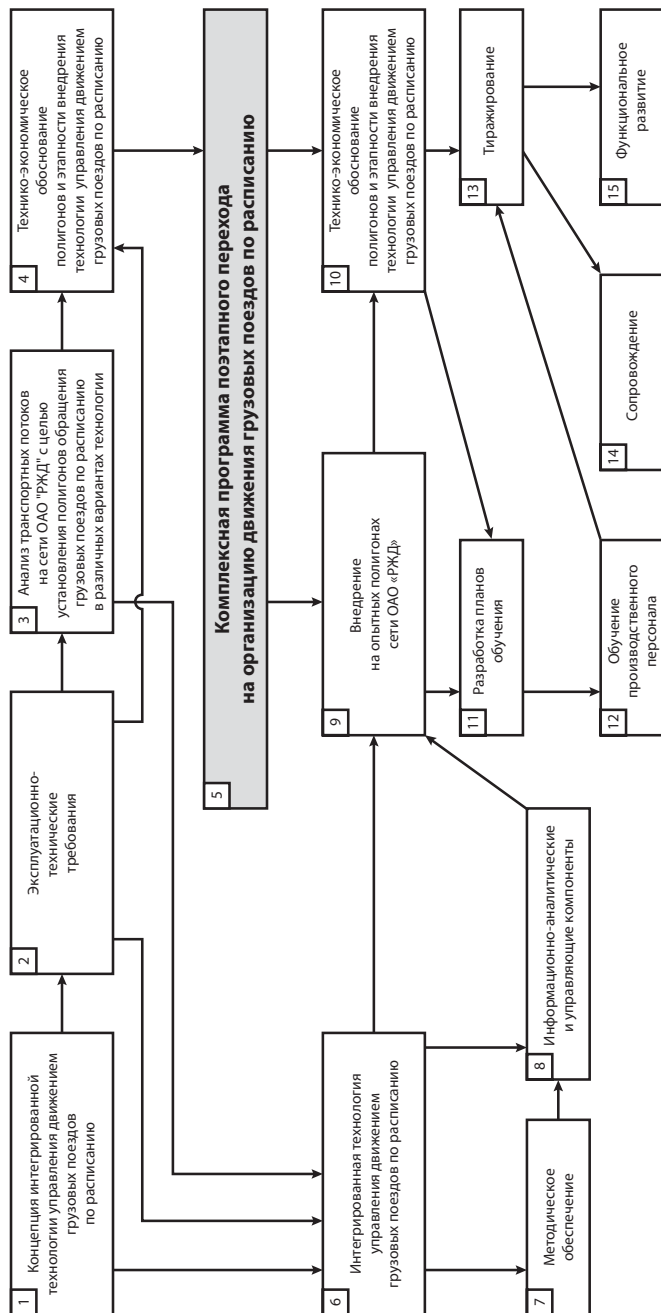 1
Концепция интегрированной
технологии управления движением
грузовых поездов
по расписанию
2
Эксплуатационно-
технические
требования
3
Анализ транспортных потоков
на сети ОАО "РЖД" с целью
установления полигонов обращения
грузовых поездов по расписанию
в различных вариантах технологии
4
Технико-экономическое
обоснование
полигонов и этапности внедрения
технологии управления движением
грузовых поездов по расписанию
5
Комплексная программа поэтапного перехода
на организацию движения грузовых поездов по расписанию
6
Интегрированная технология
управления движением
грузовых поездов по расписанию
9
Внедрение
на опытных полигонах
сети ОАО «РЖД»
10
Технико-экономическое
обоснование
полигонов и этапности внедрения
технологии управления движением
грузовых поездов по расписанию
7
Методическое
обеспечение
8
Информационно-аналитические
и управляющие компоненты
11
Разработка планов
обучения
13
Тиражирование
12
Обучение
производственного
персонала
14
Сопровождение
15
Функциональное
развитие